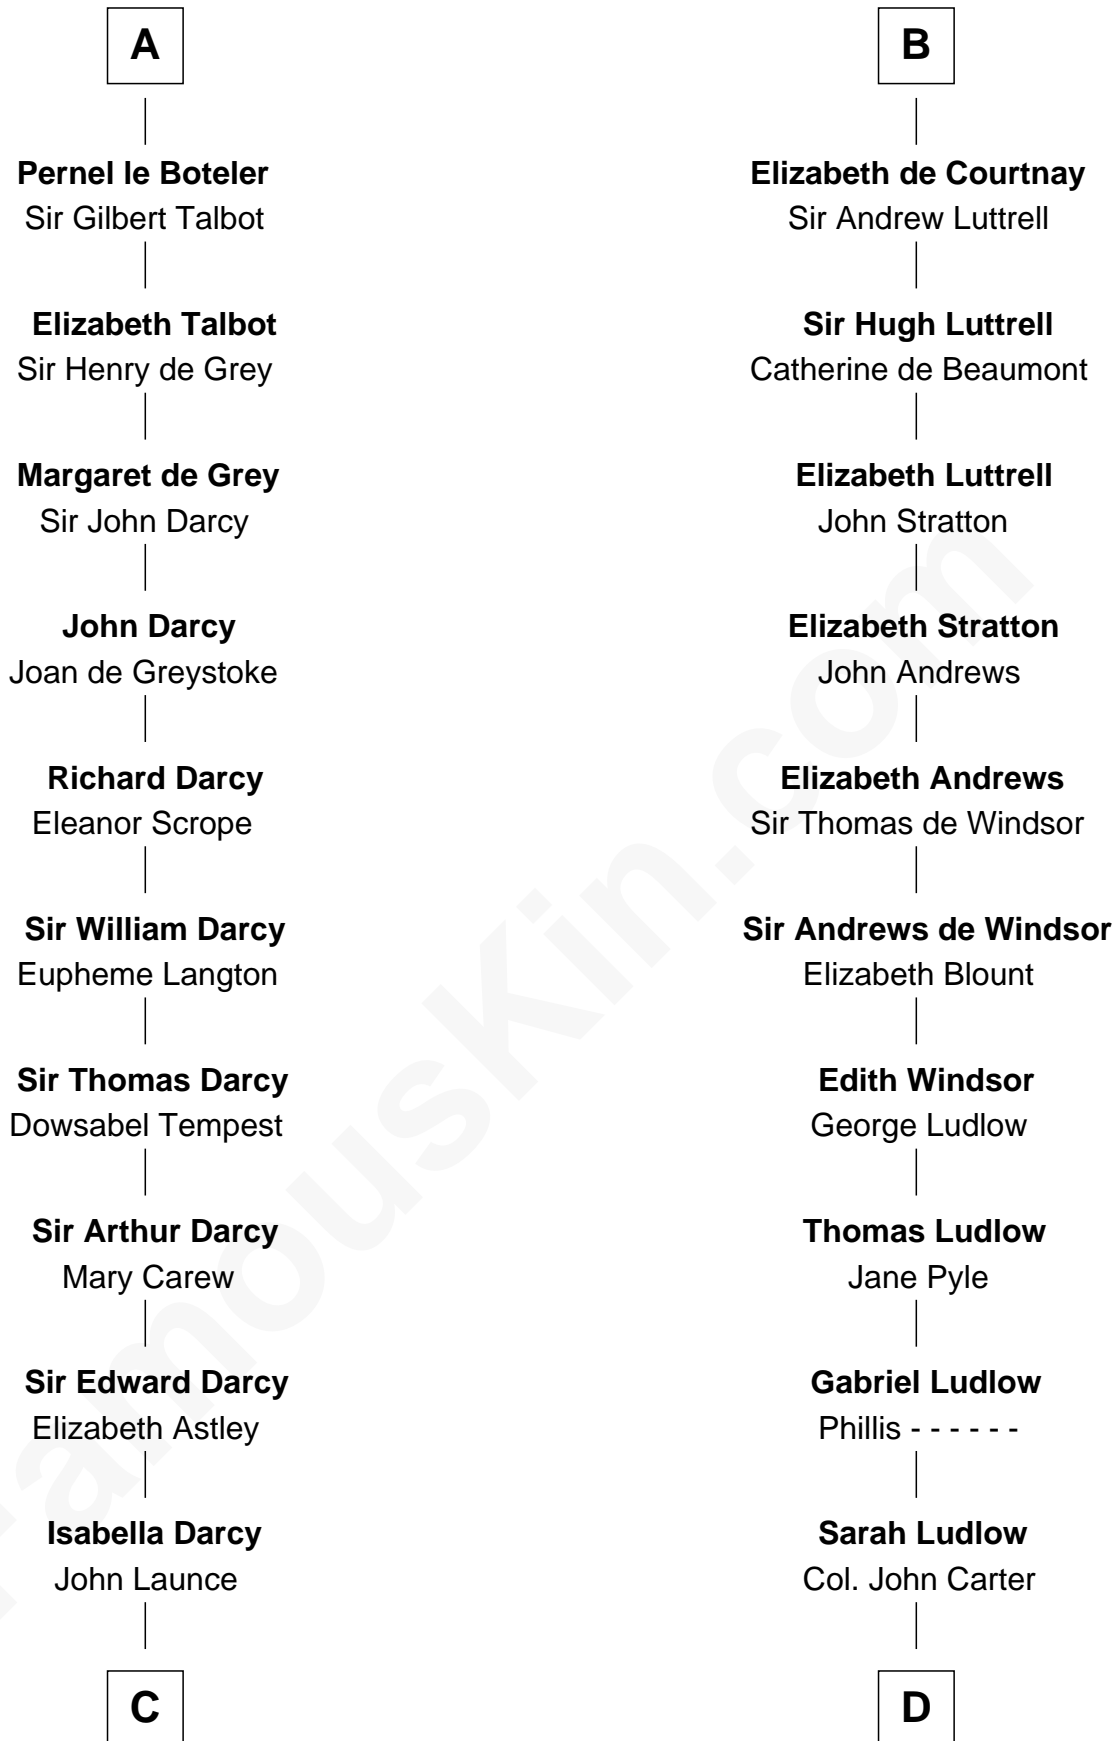 A
Pernel le Boteler
Sir Gilbert Talbot
Elizabeth Talbot
Sir Henry de Grey
Margaret de Grey
Sir John Darcy
John Darcy
Joan de Greystoke
Richard Darcy
Eleanor Scrope
Sir William Darcy
Eupheme Langton
Sir Thomas Darcy
Dowsabel Tempest
Sir Arthur Darcy
Mary Carew
Sir Edward Darcy
Elizabeth Astley
Isabella Darcy
John Launce
C
B
Elizabeth de Courtnay
Sir Andrew Luttrell
Sir Hugh Luttrell
Catherine de Beaumont
Elizabeth Luttrell
John Stratton
Elizabeth Stratton
John Andrews
Elizabeth Andrews
Sir Thomas de Windsor
Sir Andrews de Windsor
Elizabeth Blount
Edith Windsor
George Ludlow
Thomas Ludlow
Jane Pyle
Gabriel Ludlow
Phillis - - - - - -
Sarah Ludlow
Col. John Carter
D
FamousKin.com